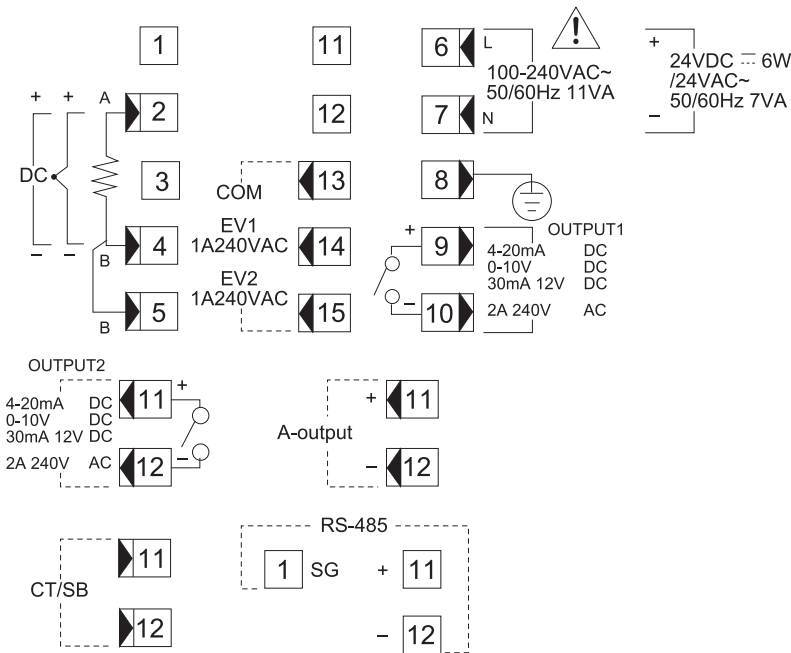 1
11
6
L
100-240VAC~
50/60Hz 11VA
+
24VDC ⎓ 6W
/24VAC~
50/60Hz 7VA
−
+ + A
2
12
7
N
DC
3
COM
13
8
− − B
4
EV1
1A240VAC
14
+
9
OUTPUT1
4-20mA DC
0-10V DC
30mA 12V DC
2A 240V AC
B
5
EV2
1A240VAC
15
−
10
OUTPUT2
4-20mA DC
0-10V DC
30mA 12V DC
2A 240V AC
11
+
12
−
A-output
+ 11
− 12
CT/SB
11
12
RS-485
1 SG + 11
− 12